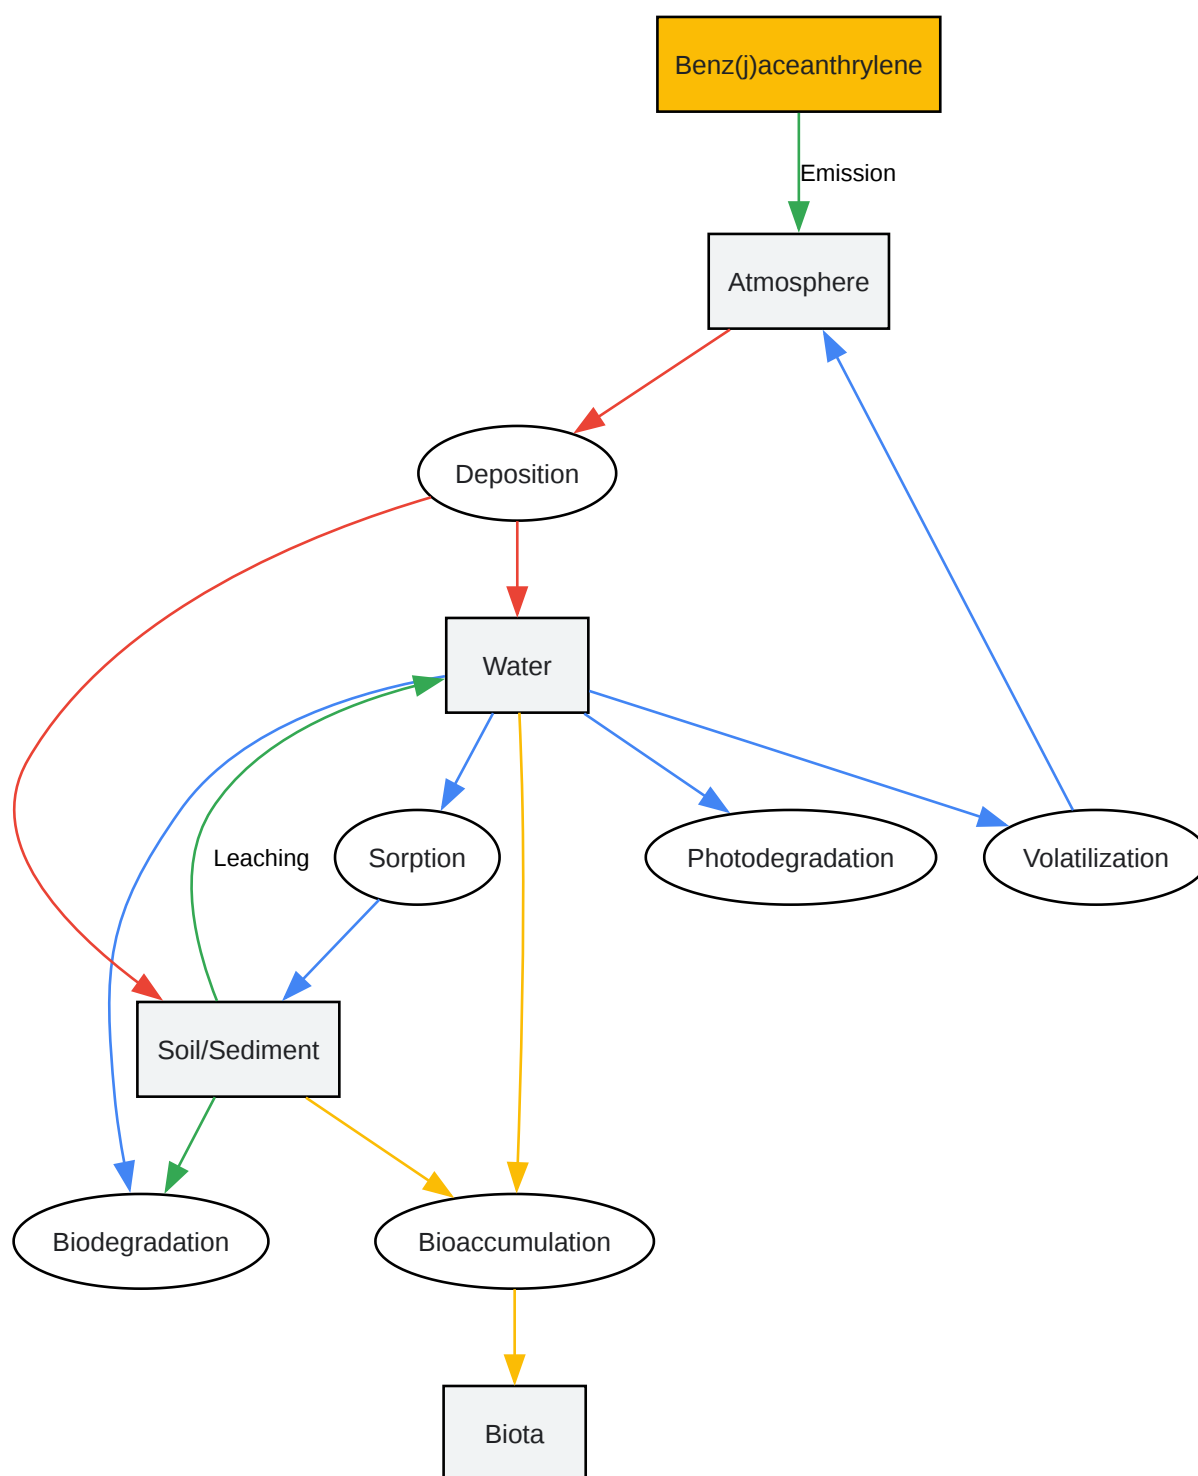 Benz(j)aceanthrylene
Emission
Atmosphere
Deposition
Water
Leaching
Sorption
Photodegradation
Volatilization
Soil/Sediment
Biodegradation
Bioaccumulation
Biota